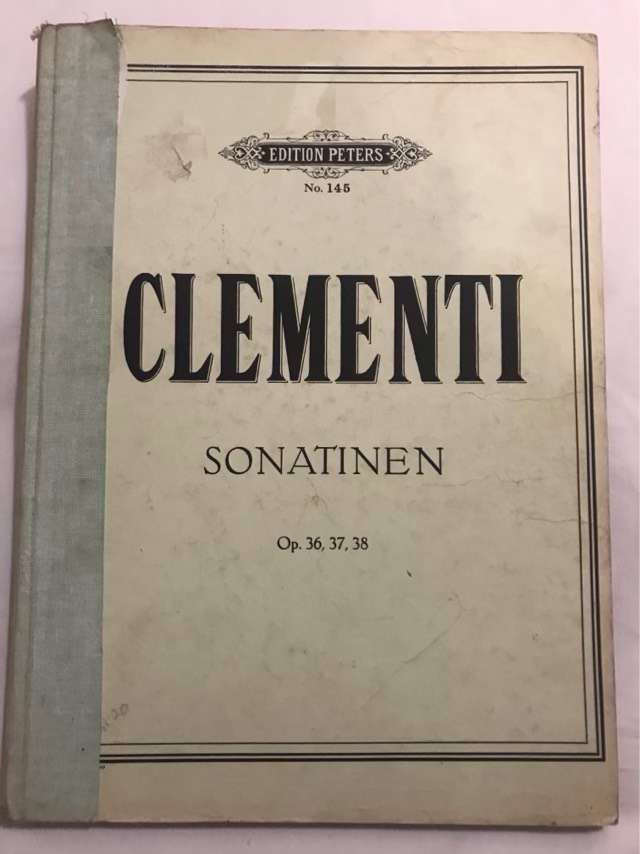 EDITION PETERS
No. 145
CLEMENTI
SONATINEN
Op. 36, 37, 38